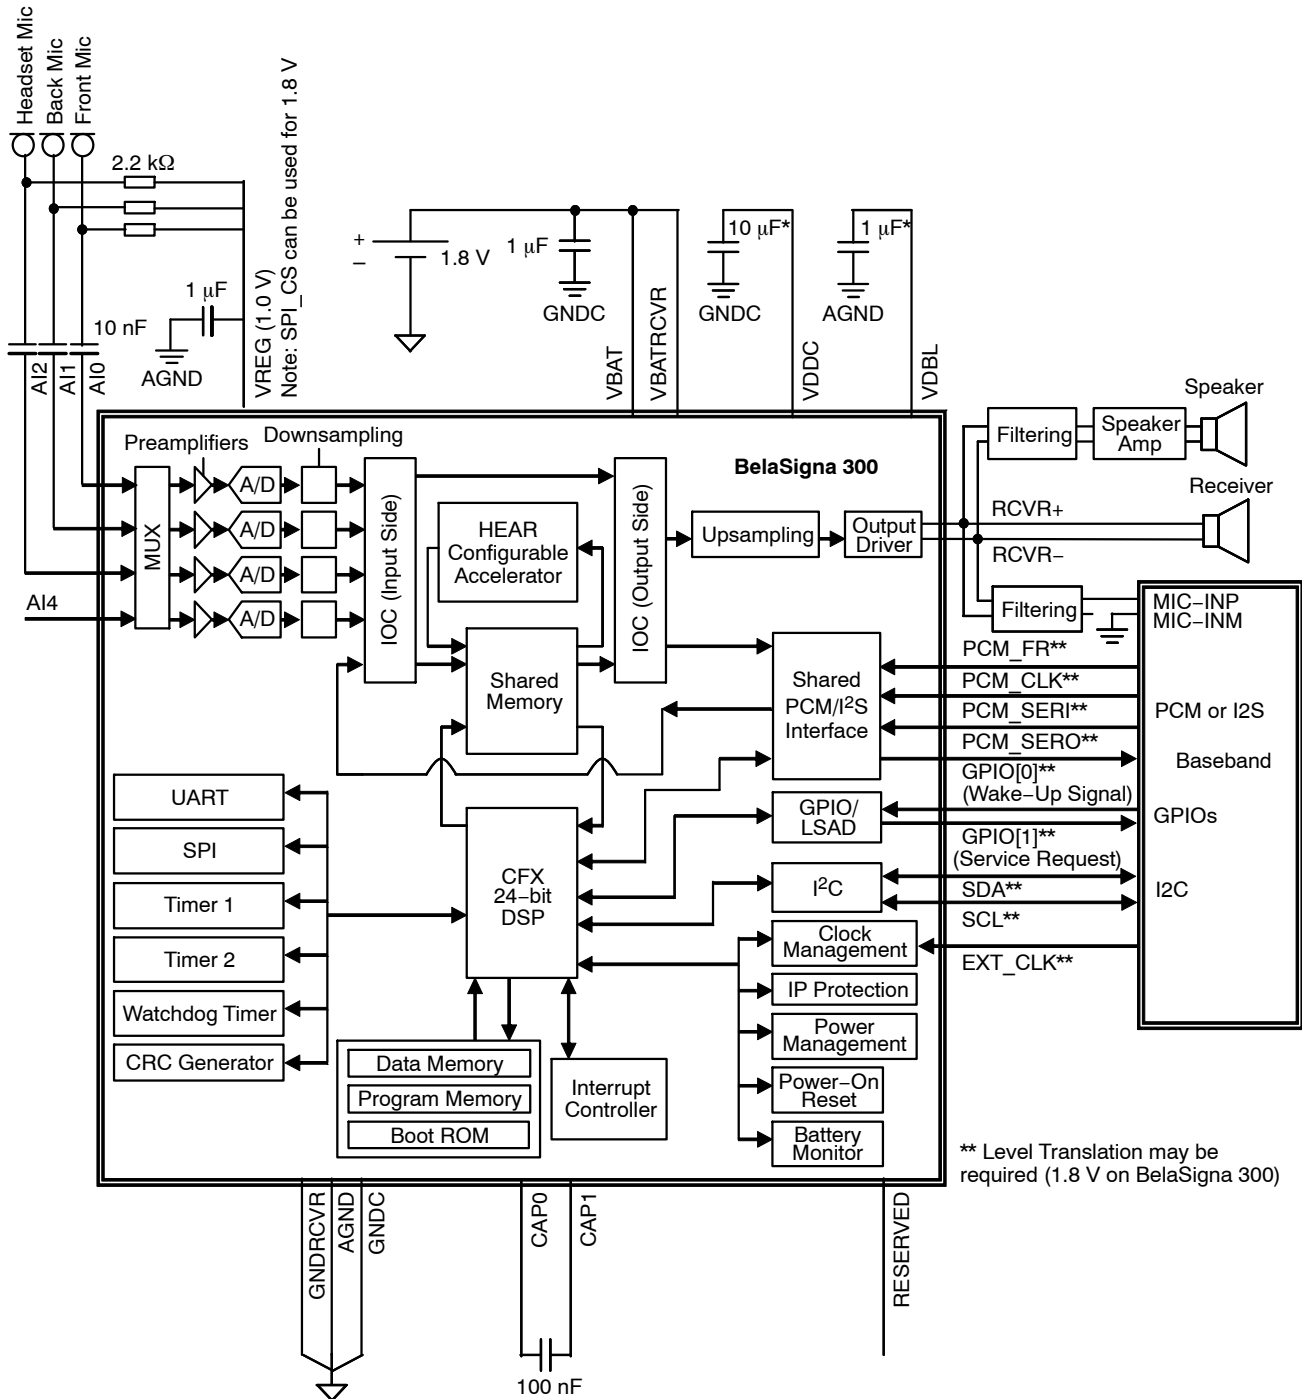 Headset Mic
Back Mic
Front Mic
2.2 kΩ
VREG (1.0 V)
Note: SPI_CS can be used for 1.8 V
1 μF
AGND
10 nF
AI2
AI1
AI0
+
−
1.8 V
1 μF
GNDC
VBAT
VBATRCVR
10 μF*
GNDC
VDDC
1 μF*
AGND
VDBL
Speaker
Filtering
Speaker
Amp
Receiver
RCVR+
RCVR−
Filtering
MIC−INP
MIC−INM
BelaSigna 300
Preamplifiers
Downsampling
MUX
A/D
A/D
A/D
A/D
AI4
IOC (Input Side)
HEAR
Configurable
Accelerator
IOC (Output Side)
Upsampling
Output
Driver
Shared
Memory
Shared
PCM/I²S
Interface
PCM_FR**
PCM_CLK**
PCM_SERI**
PCM_SERO**
PCM or I2S
Baseband
GPIO[0]**
(Wake−Up Signal)
GPIOs
GPIO[1]**
(Service Request)
SDA**
I2C
SCL**
EXT_CLK**
UART
SPI
Timer 1
Timer 2
Watchdog Timer
CRC Generator
CFX
24−bit
DSP
GPIO/
LSAD
I²C
Clock
Management
IP Protection
Power
Management
Power−On
Reset
Battery
Monitor
Data Memory
Program Memory
Boot ROM
Interrupt
Controller
** Level Translation may be
required (1.8 V on BelaSigna 300)
GNDRCVR
AGND
GNDC
CAP0
CAP1
100 nF
RESERVED